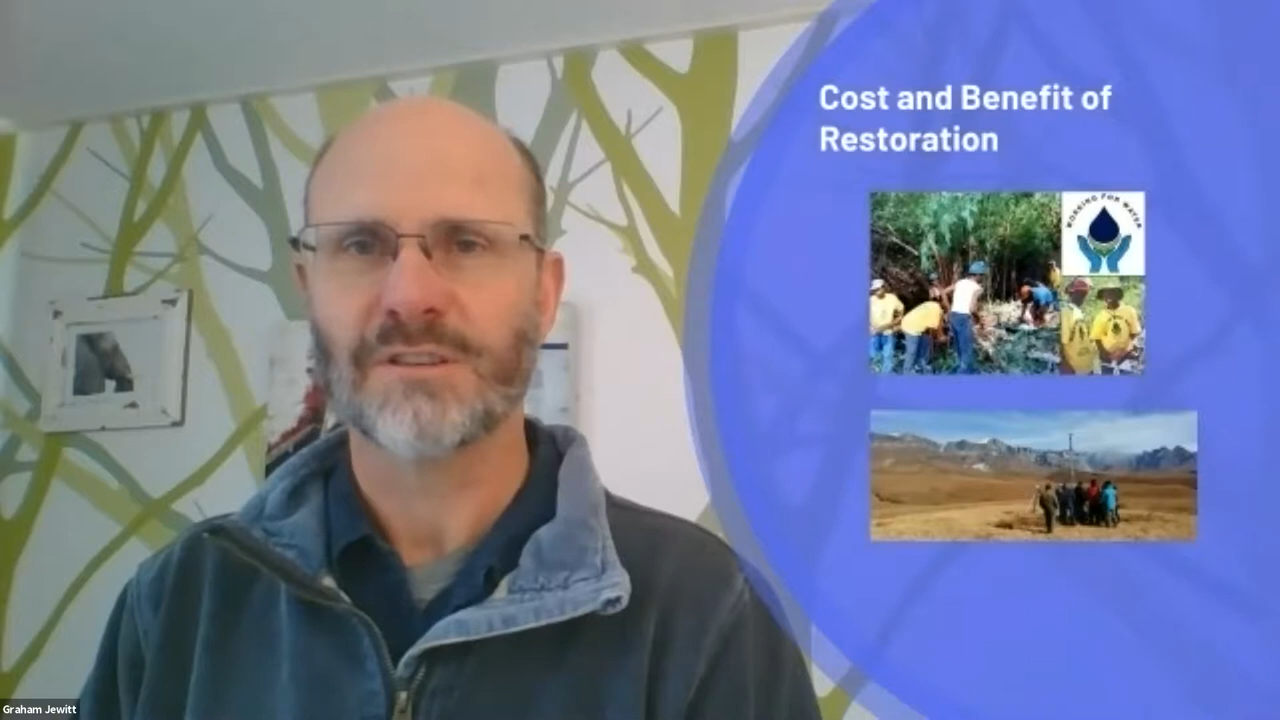 Cost and Benefit of
Restoration
WORKING FOR WATER
Graham Jewitt